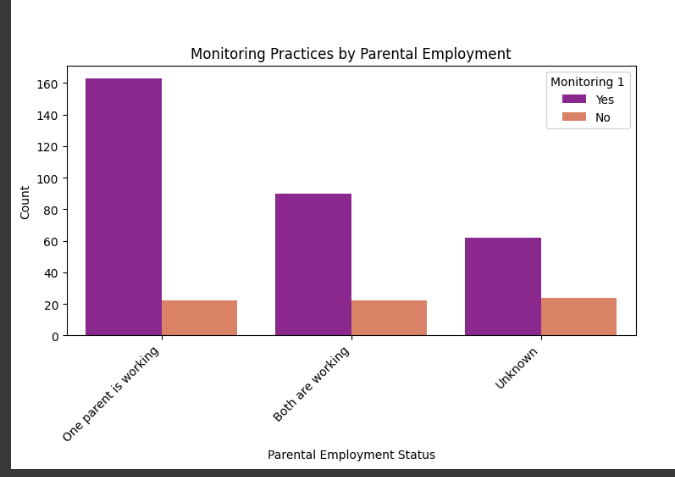 Monitoring Practices by Parental Employment
Monitoring 1
Yes
No
160
140
120
100
80
60
40
20
0
Count
One parent is working
Both are working
Unknown
Parental Employment Status